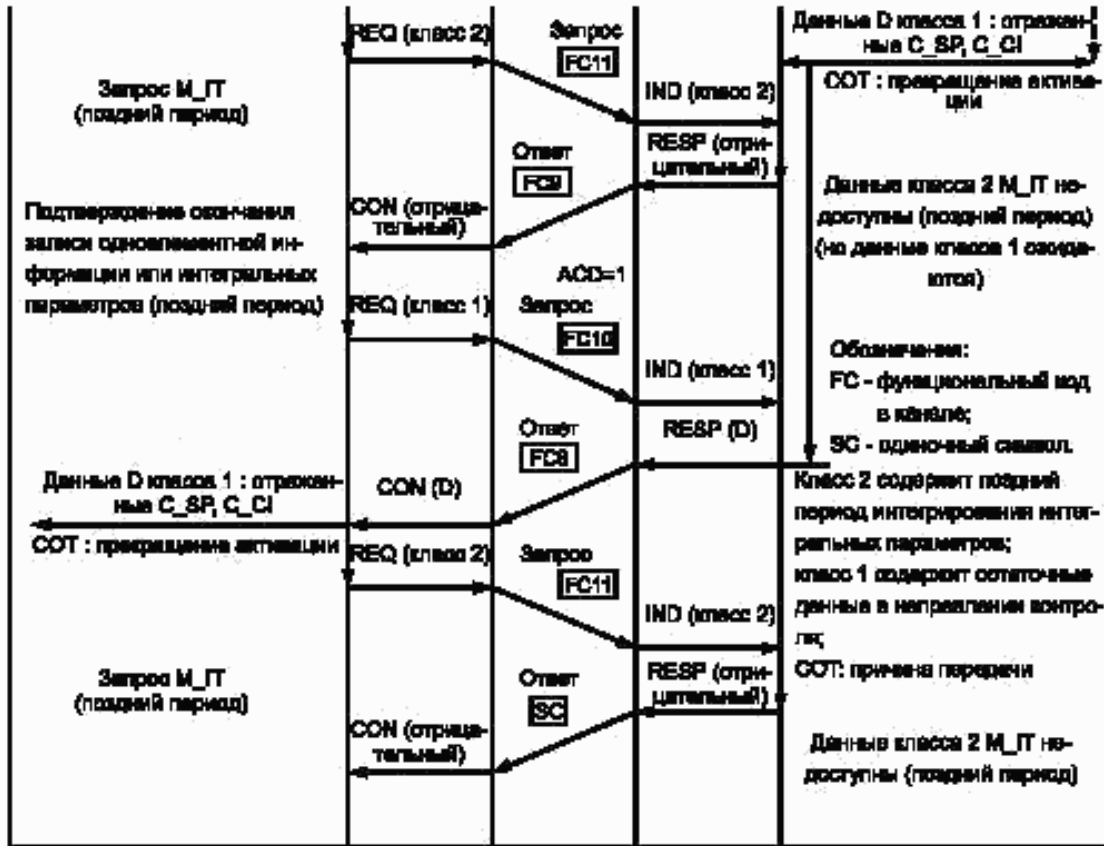 REQ (класс 2)
Запрос
FC11
Данные D класса 1 : отражен-
ные C_SP, C_CI
Запрос M_IT
(поздний период)
IND (класс 2)
COT : прекращение актива-
ции
Ответ
FC9
RESP (отри-
цательный)
Подтверждение окончания
записи одноэлементной ин-
формации или интегральных
параметров (поздний период)
CON (отрица-
тельный)
Данные класса 2 M_IT не-
доступны (поздний период)
(но данные класса 1 ожида-
ются)
ACD=1
REQ (класс 1)
Запрос
FC10
IND (класс 1)
Обозначения:
FC - функциональный код
в канале;
SC - одиночный символ.
Ответ
FC8
RESP (D)
Данные D класса 1 : отражен-
ные C_SP, C_CI
CON (D)
COT : прекращение активации
Класс 2 содержит поздний
период интегрирования интег-
ральных параметров;
класс 1 содержит остаточные
данные в направлении контро-
ля;
COT: причина передачи
REQ (класс 2)
Запрос
FC11
IND (класс 2)
Запрос M_IT
(поздний период)
Ответ
SC
RESP (отри-
цательный)
CON (отрица-
тельный)
Данные класса 2 M_IT не-
доступны (поздний период)